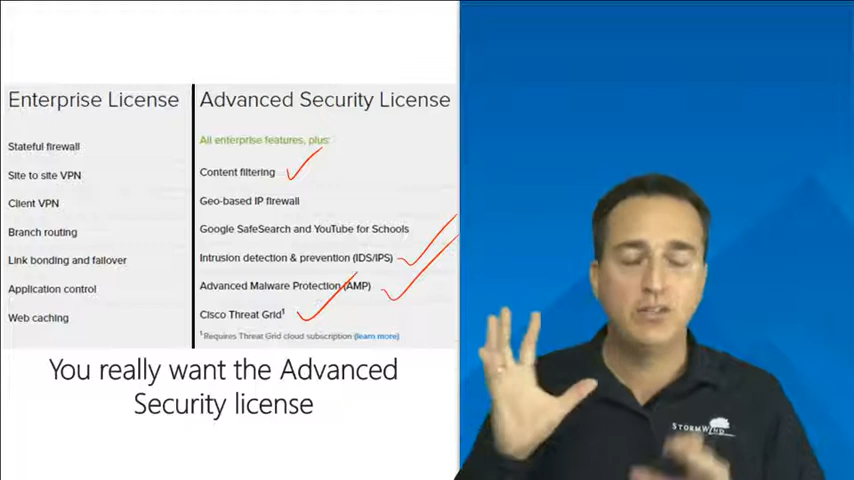 Enterprise License
Stateful firewall
Site to site VPN
Client VPN
Branch routing
Link bonding and failover
Application control
Web caching
Advanced Security License
All enterprise features, plus:
Content filtering
Geo-based IP firewall
Google SafeSearch and YouTube for Schools
Intrusion detection & prevention (IDS/IPS)
Advanced Malware Protection (AMP)
Cisco Threat Grid¹
¹Requires Threat Grid cloud subscription (learn more)
You really want the Advanced
Security license
STORMWIND